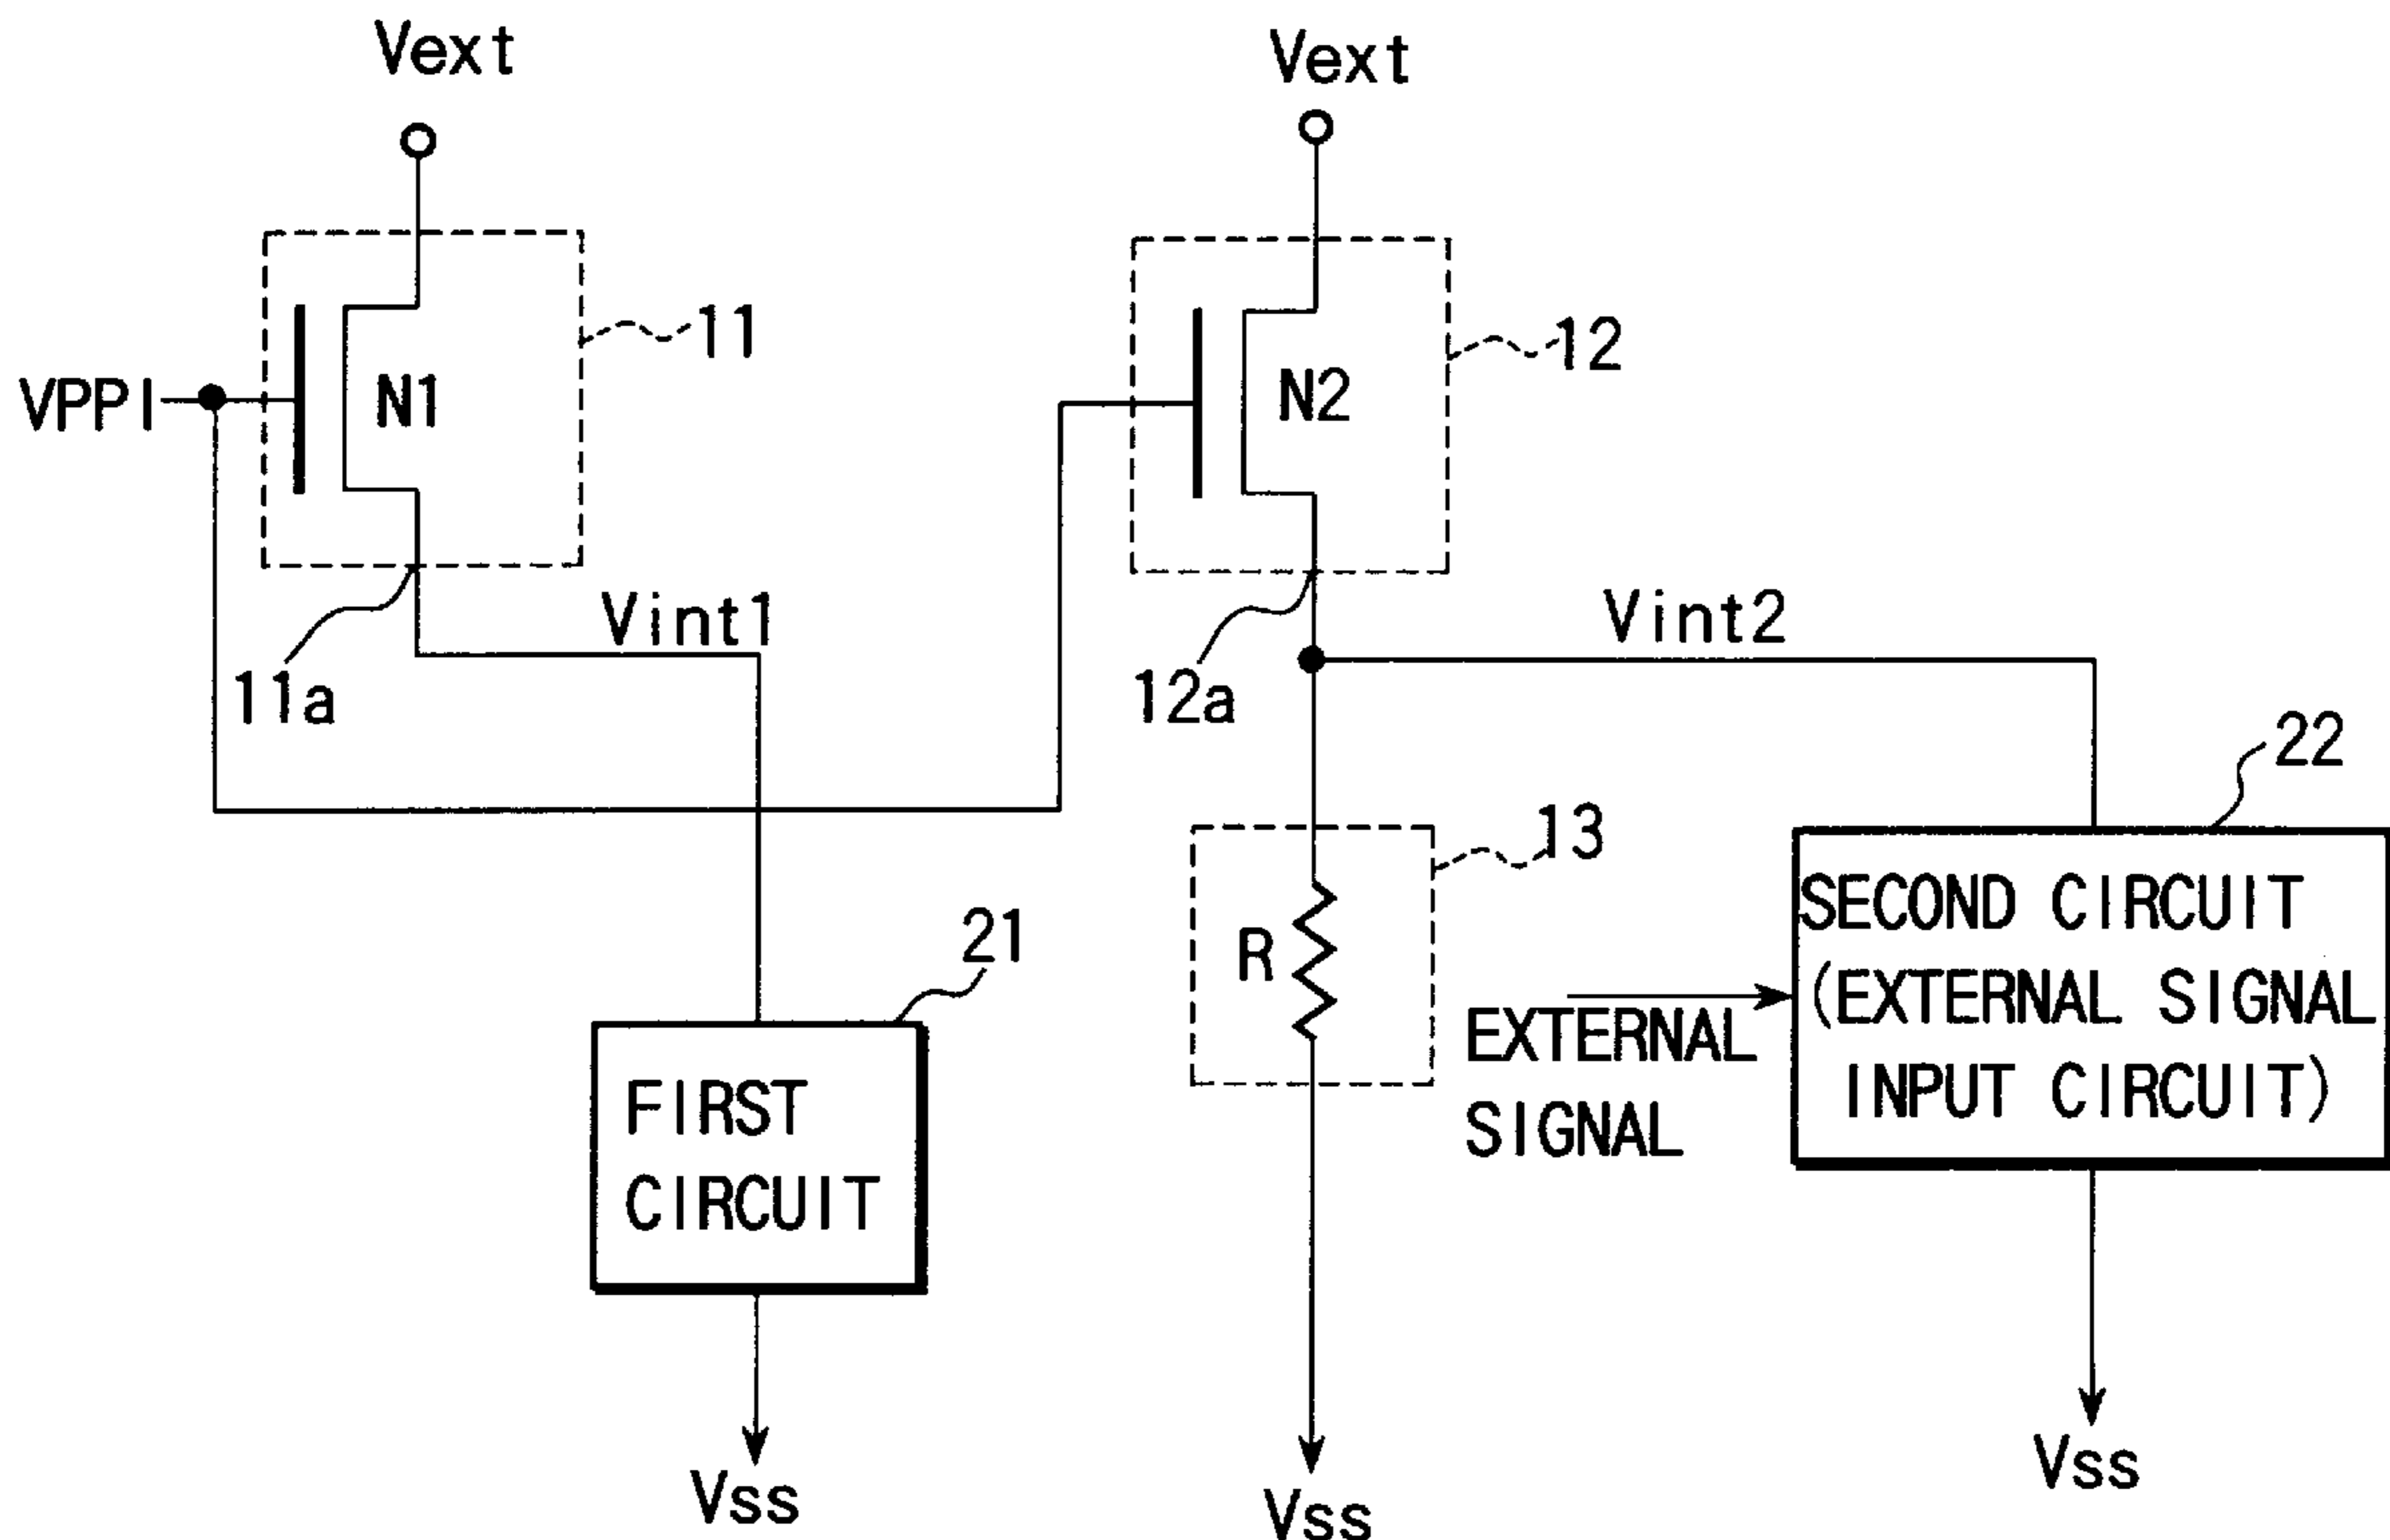 Vext
Vext
11
12
VPPI
N1
N2
Vint1
Vint2
11a
12a
22
13
21
SECOND CIRCUIT
(EXTERNAL SIGNAL
INPUT CIRCUIT)
R
EXTERNAL
SIGNAL
FIRST
CIRCUIT
Vss
Vss
Vss